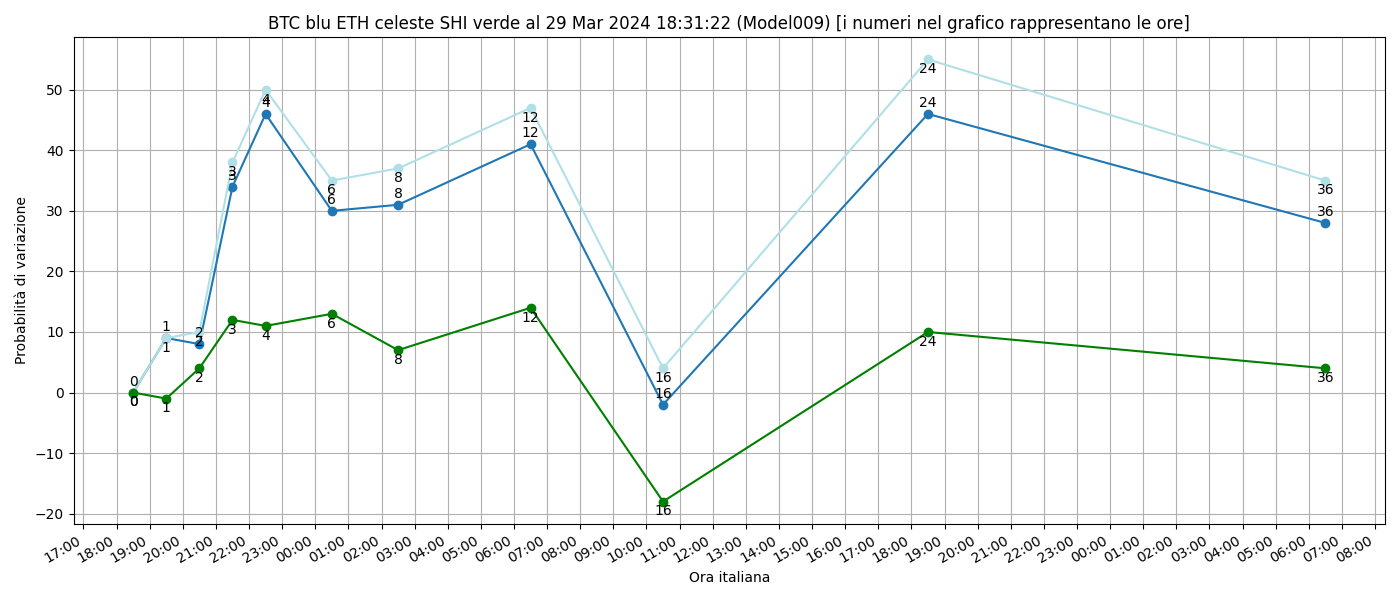 BTC blu ETH celeste SHI verde al 29 Mar 2024 18:31:22 (Model009) [i numeri nel grafico rappresentano le ore]
Probabilità di variazione
50
40
30
20
10
0
−10
−20
0 1 2 3 4 6 8 12 16 24 36
0 1 2 3 4 6 8 12 16 24 36
0 1 2 3 4 6 8 12 16 24 36
17:00 18:00 19:00 20:00 21:00 22:00 23:00 00:00 01:00 02:00 03:00 04:00 05:00 06:00 07:00 08:00 09:00 10:00 11:00 12:00 13:00 14:00 15:00 16:00 17:00 18:00 19:00 20:00 21:00 22:00 23:00 00:00 01:00 02:00 03:00 04:00 05:00 06:00 07:00 08:00
Ora italiana